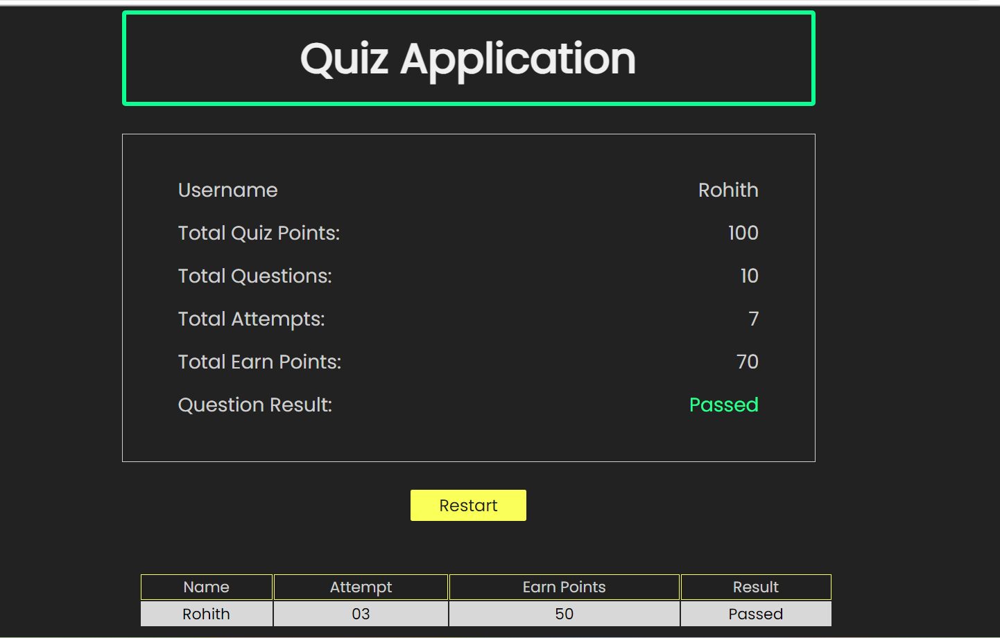 Quiz Application
Username Rohith
Total Quiz Points: 100
Total Questions: 10
Total Attempts: 7
Total Earn Points: 70
Question Result: Passed
Restart
Name Attempt Earn Points Result
Rohith 03 50 Passed